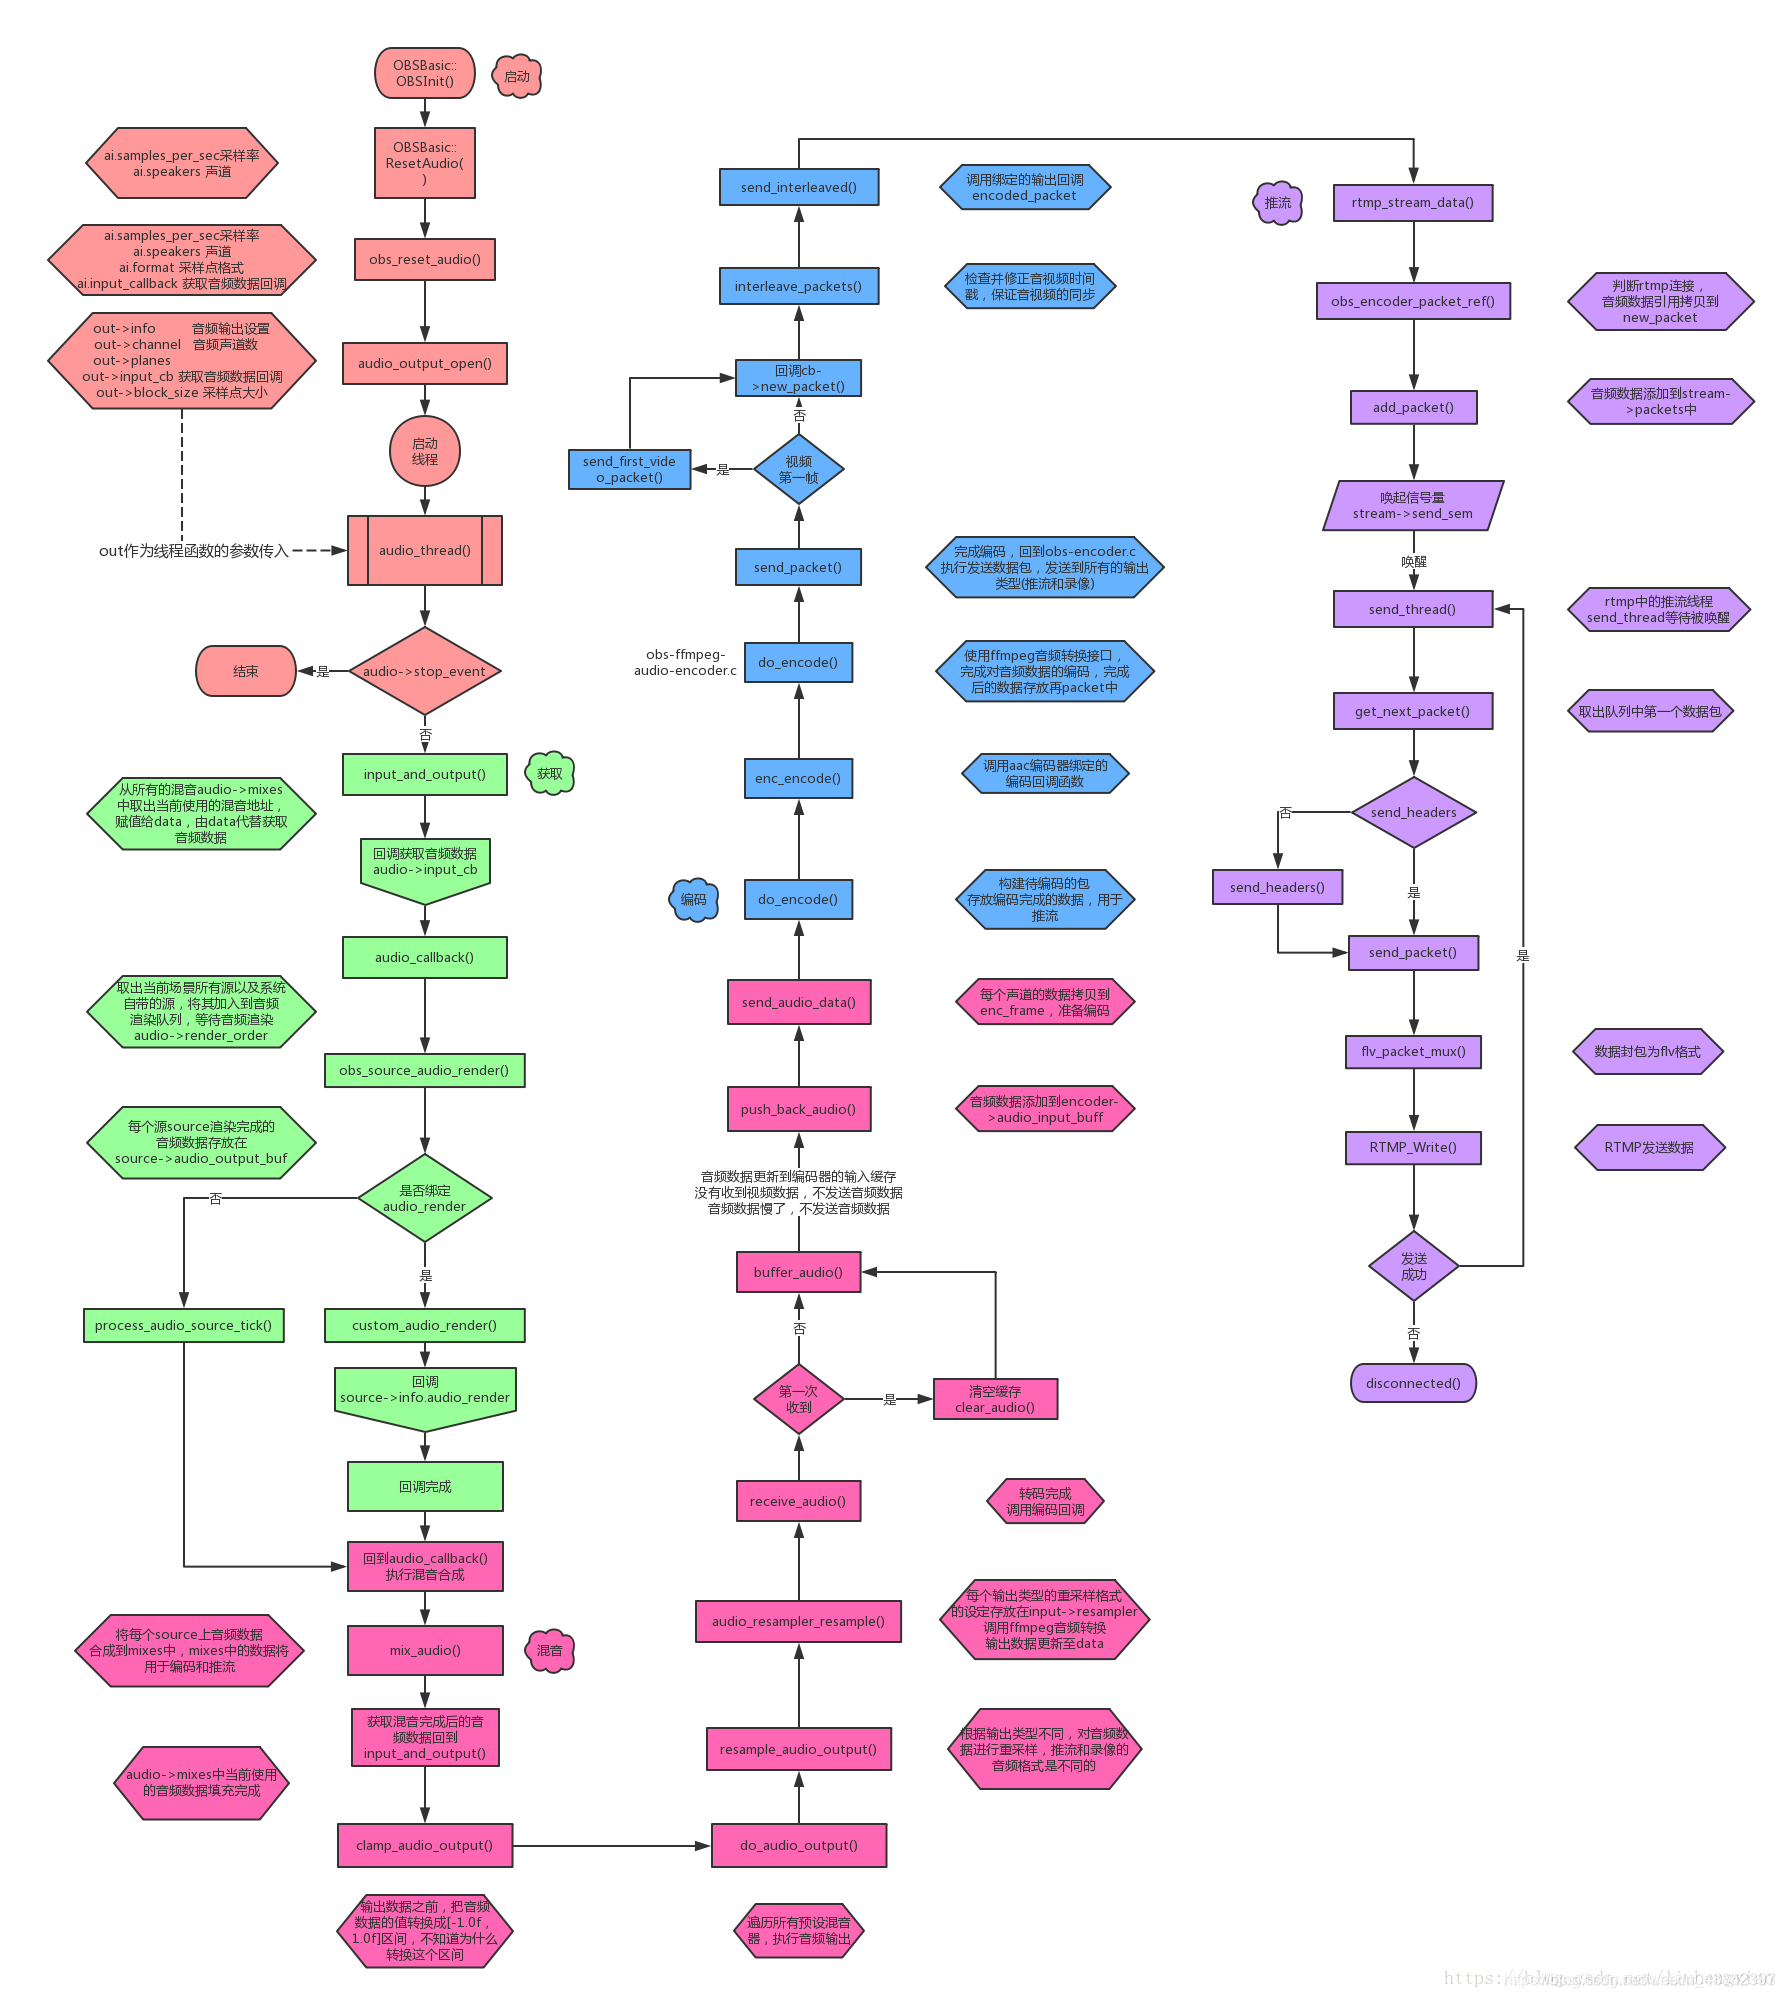 OBSBasic::
OBSInit()
启动
OBSBasic::
ResetAudio(
)
ai.samples_per_sec采样率
ai.speakers 声道
obs_reset_audio()
ai.samples_per_sec采样率
ai.speakers 声道
ai.format 采样点格式
ai.input_callback 获取音频数据回调
audio_output_open()
out->info 音频输出设置
out->channel 音频声道数
out->planes
out->input_cb 获取音频数据回调
out->block_size 采样点大小
启动
线程
out作为线程函数的参数传入
audio_thread()
audio->stop_event
是
结束
否
input_and_output()
获取
从所有的混音audio->mixes
中取出当前使用的混音地址，
赋值给data，由data代替获取
音频数据
回调获取音频数据
audio->input_cb
audio_callback()
取出当前场景所有源以及系统
自带的源，将其加入到音频
渲染队列，等待音频渲染
audio->render_order
obs_source_audio_render()
每个源source渲染完成的
音频数据存放在
source->audio_output_buf
是否绑定
audio_render
否
是
process_audio_source_tick()
custom_audio_render()
回调
source->info.audio_render
回调完成
回到audio_callback()
执行混音合成
将每个source上音频数据
合成到mixes中，mixes中的数据将
用于编码和推流
mix_audio()
混音
获取混音完成后的音
频数据回到
input_and_output()
audio->mixes中当前使用
的音频数据填充完成
clamp_audio_output()
输出数据之前，把音频
数据的值转换成[-1.0f，
1.0f]区间，不知道为什么
转换这个区间
do_audio_output()
遍历所有预设混音
器，执行音频输出
resample_audio_output()
根据输出类型不同，对音频数
据进行重采样，推流和录像的
音频格式是不同的
audio_resampler_resample()
每个输出类型的重采样格式
的设定存放在input->resampler
调用ffmpeg音频转换
输出数据更新至data
receive_audio()
转码完成
调用编码回调
第一次
收到
是
清空缓存
clear_audio()
否
buffer_audio()
音频数据更新到编码器的输入缓存
没有收到视频数据，不发送音频数据
音频数据慢了，不发送音频数据
push_back_audio()
音频数据添加到encoder-
>audio_input_buff
send_audio_data()
每个声道的数据拷贝到
enc_frame，准备编码
编码
do_encode()
构建待编码的包
存放编码完成的数据，用于
推流
enc_encode()
调用aac编码器绑定的
编码回调函数
obs-ffmpeg-
audio-encoder.c
do_encode()
使用ffmpeg音频转换接口，
完成对音频数据的编码，完成
后的数据存放再packet中
send_packet()
完成编码，回到obs-encoder.c
执行发送数据包，发送到所有的输出
类型(推流和录像)
视频
第一帧
是
send_first_vide
o_packet()
否
回调cb-
>new_packet()
interleave_packets()
检查并修正音视频时间
戳，保证音视频的同步
send_interleaved()
调用绑定的输出回调
encoded_packet
推流
rtmp_stream_data()
obs_encoder_packet_ref()
判断rtmp连接，
音频数据引用拷贝到
new_packet
add_packet()
音频数据添加到stream-
>packets中
唤起信号量
stream->send_sem
唤醒
send_thread()
rtmp中的推流线程
send_thread等待被唤醒
get_next_packet()
取出队列中第一个数据包
send_headers
否
send_headers()
是
send_packet()
是
flv_packet_mux()
数据封包为flv格式
RTMP_Write()
RTMP发送数据
发送
成功
否
disconnected()